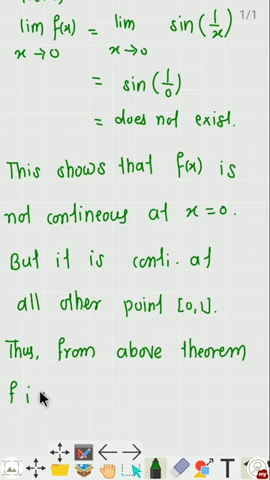 lim f(x) = lim sin(1/x)
x→0 x→0
= sin(1/0)
= does not exist.
This shows that f(x) is
not contineous at x=0.
But it is conti. at
all other point [0,1].
Thus, from above theorem
f i
1/1
T